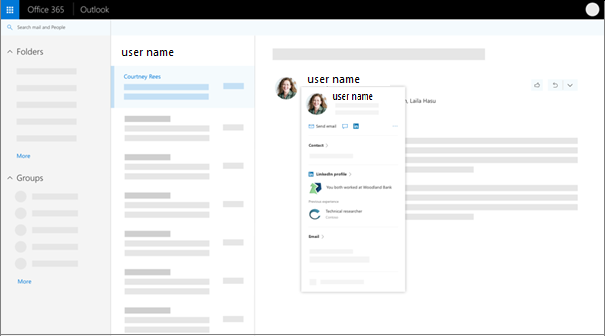 Office 365
Outlook
Search mail and People
Folders
More
Groups
More
user name
Courtney Rees
user name
, Laila Hasu
user name
Send email
Contact
LinkedIn profile
You both worked at Woodland Bank
Previous experience
Technical researcher
Contoso
Email